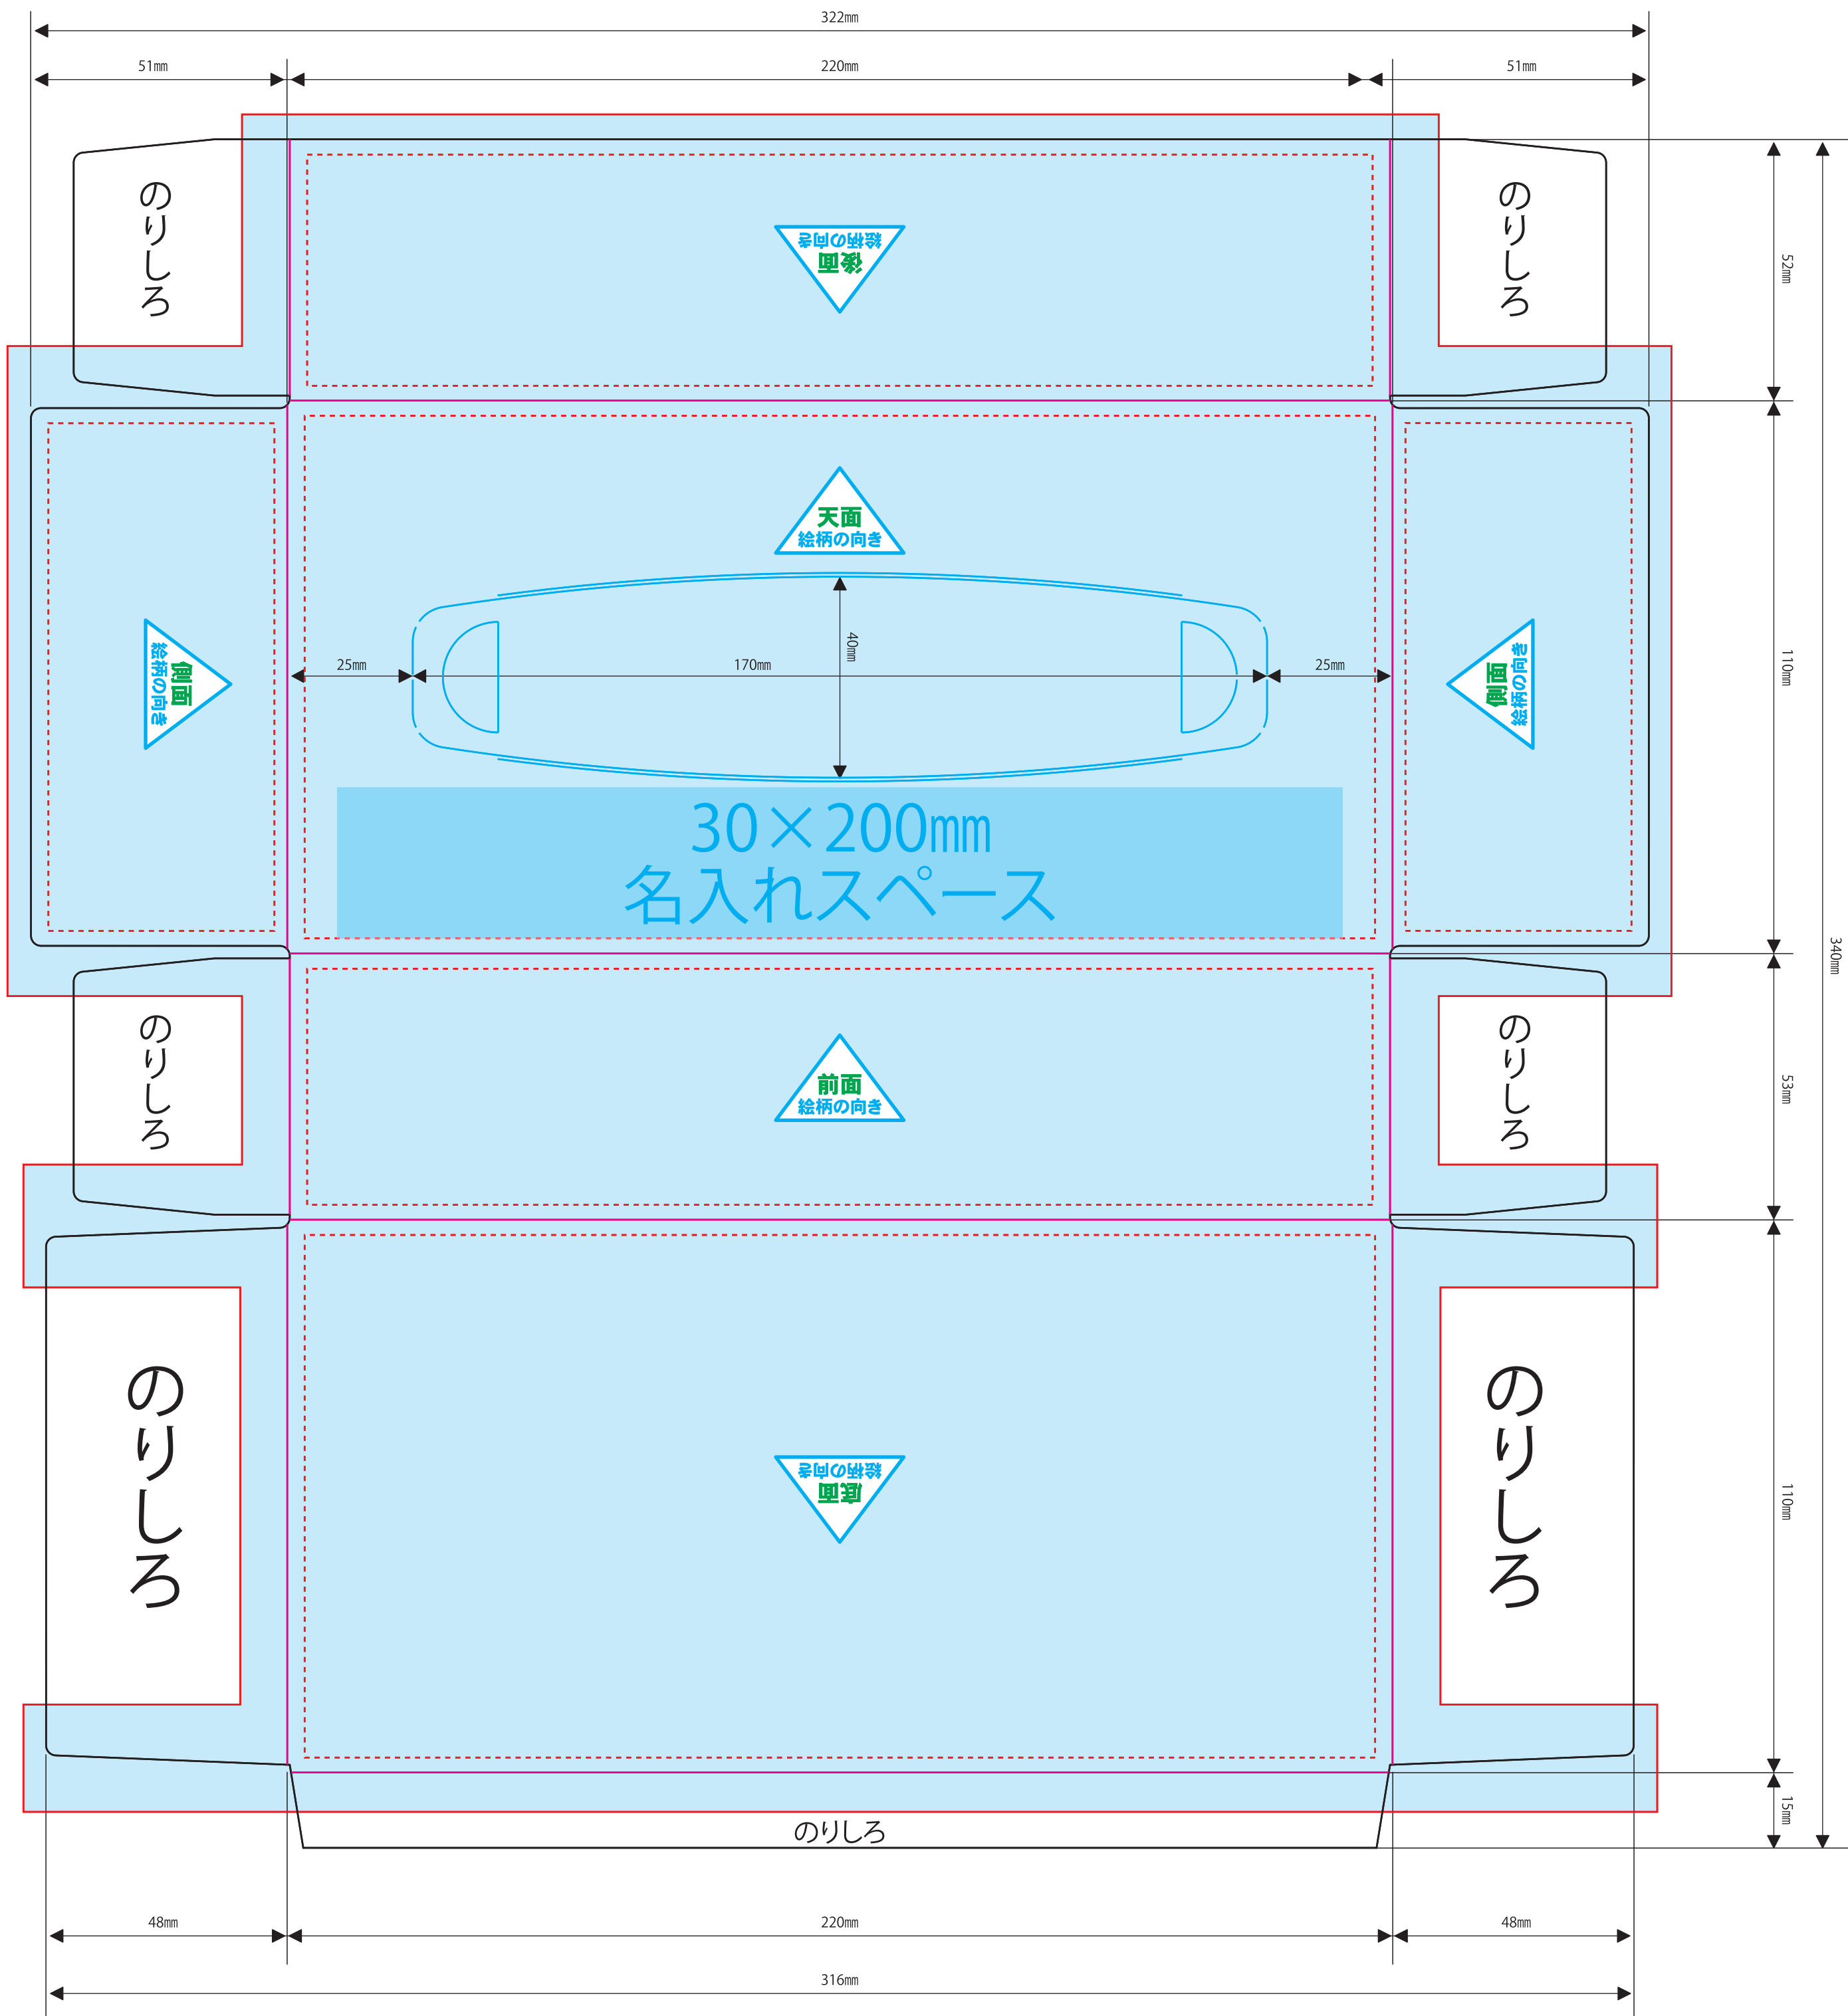 322㎜
51㎜
220㎜
51㎜
のりしろ
絵柄の向き
後面
のりしろ
52㎜
天面
絵柄の向き
側面
絵柄の向き
25㎜
170㎜
40㎜
25㎜
側面
絵柄の向き
110㎜
30×200㎜
名入れスペース
340㎜
のりしろ
前面
絵柄の向き
のりしろ
53㎜
のりしろ
絵柄の向き
底面
のりしろ
110㎜
のりしろ
15㎜
48㎜
220㎜
48㎜
316㎜